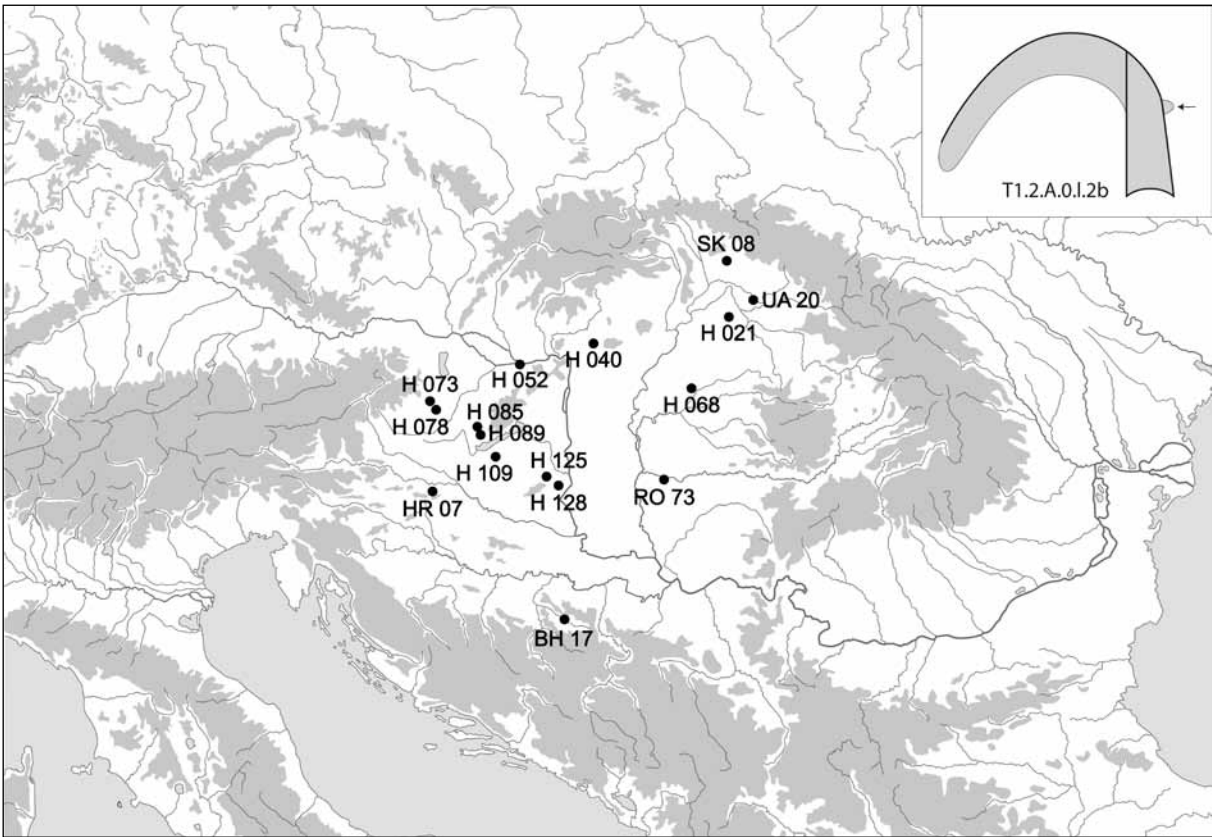 T1.2.A.0.l.2b
SK 08
UA 20
H 021
H 040
H 052
H 073
H 068
H 078
H 085
H 089
H 109
H 125
H 128
RO 73
HR 07
BH 17